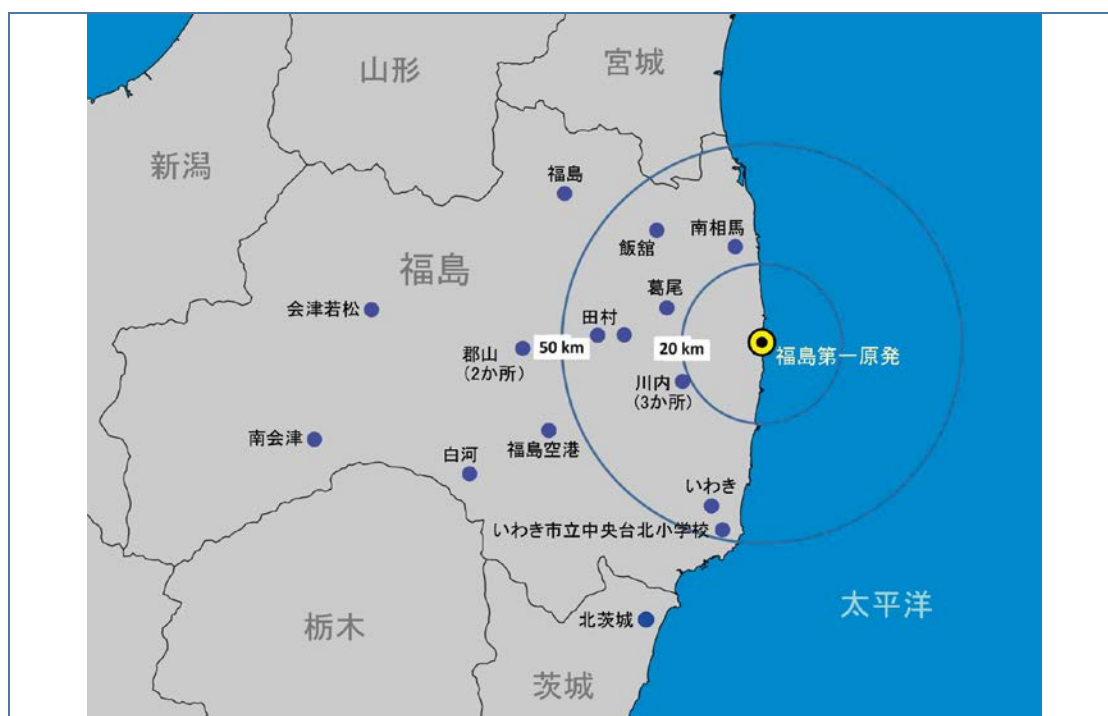 宮城
山形
新潟
福島
飯舘
南相馬
福島
葛尾
会津若松
田村
郡山
(2か所)
50 km
20 km
福島第一原発
川内
(3か所)
南会津
福島空港
白河
いわき
いわき市立中央台北小学校
太平洋
北茨城
栃木
茨城